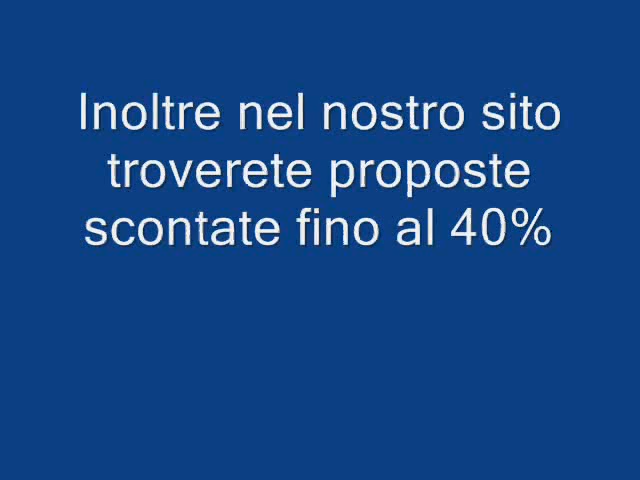 Inoltre nel nostro sito
troverete proposte
scontate fino al 40%